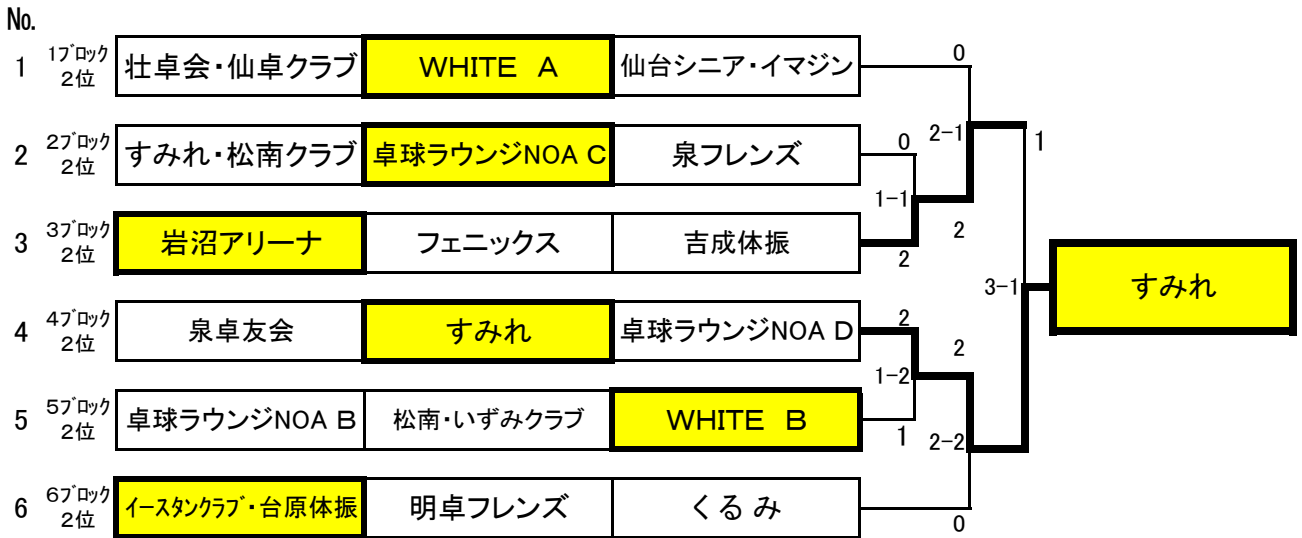 No.
1 1ブロック 2位 壮卓会・仙卓クラブ WHITE A 仙台シニア・イマジン 0
2-1 1
2 2ブロック 2位 すみれ・松南クラブ 卓球ラウンジNOA C 泉フレンズ 0
1-1
3 3ブロック 2位 岩沼アリーナ フェニックス 吉成体振 2 2
3-1 すみれ
4 4ブロック 2位 泉卓友会 すみれ 卓球ラウンジNOA D 2 2
1-2
5 5ブロック 2位 卓球ラウンジNOA B 松南・いずみクラブ WHITE B 1 2-2
6 6ブロック 2位 イースタンクラブ・台原体振 明卓フレンズ くるみ 0